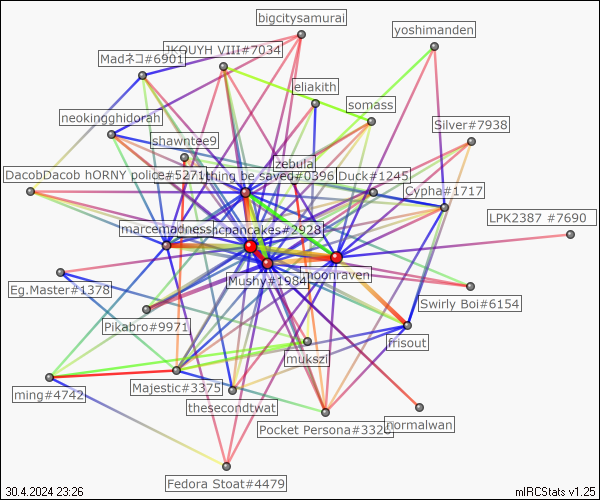 bigcitysamurai
yoshimanden
JKOUYH VIII#7034
Madネコ#6901
eliakith
somass
neokingghidorah
Silver#7938
shawntee9
zebula
DacobDacob hORNY police#5271
thing be saved#0396
Duck#1245
Cypha#1717
LPK2387 #7690
marcemadness
pancakes#2928
moonraven
Mushy#1984
Eg.Master#1378
Swirly Boi#6154
Pikabro#9971
frisout
mukszi
Majestic#3375
ming#4742
thesecondtwat
normalwan
Pocket Persona#3320
Fedora Stoat#4479
30.4.2024 23:26
mIRCStats v1.25